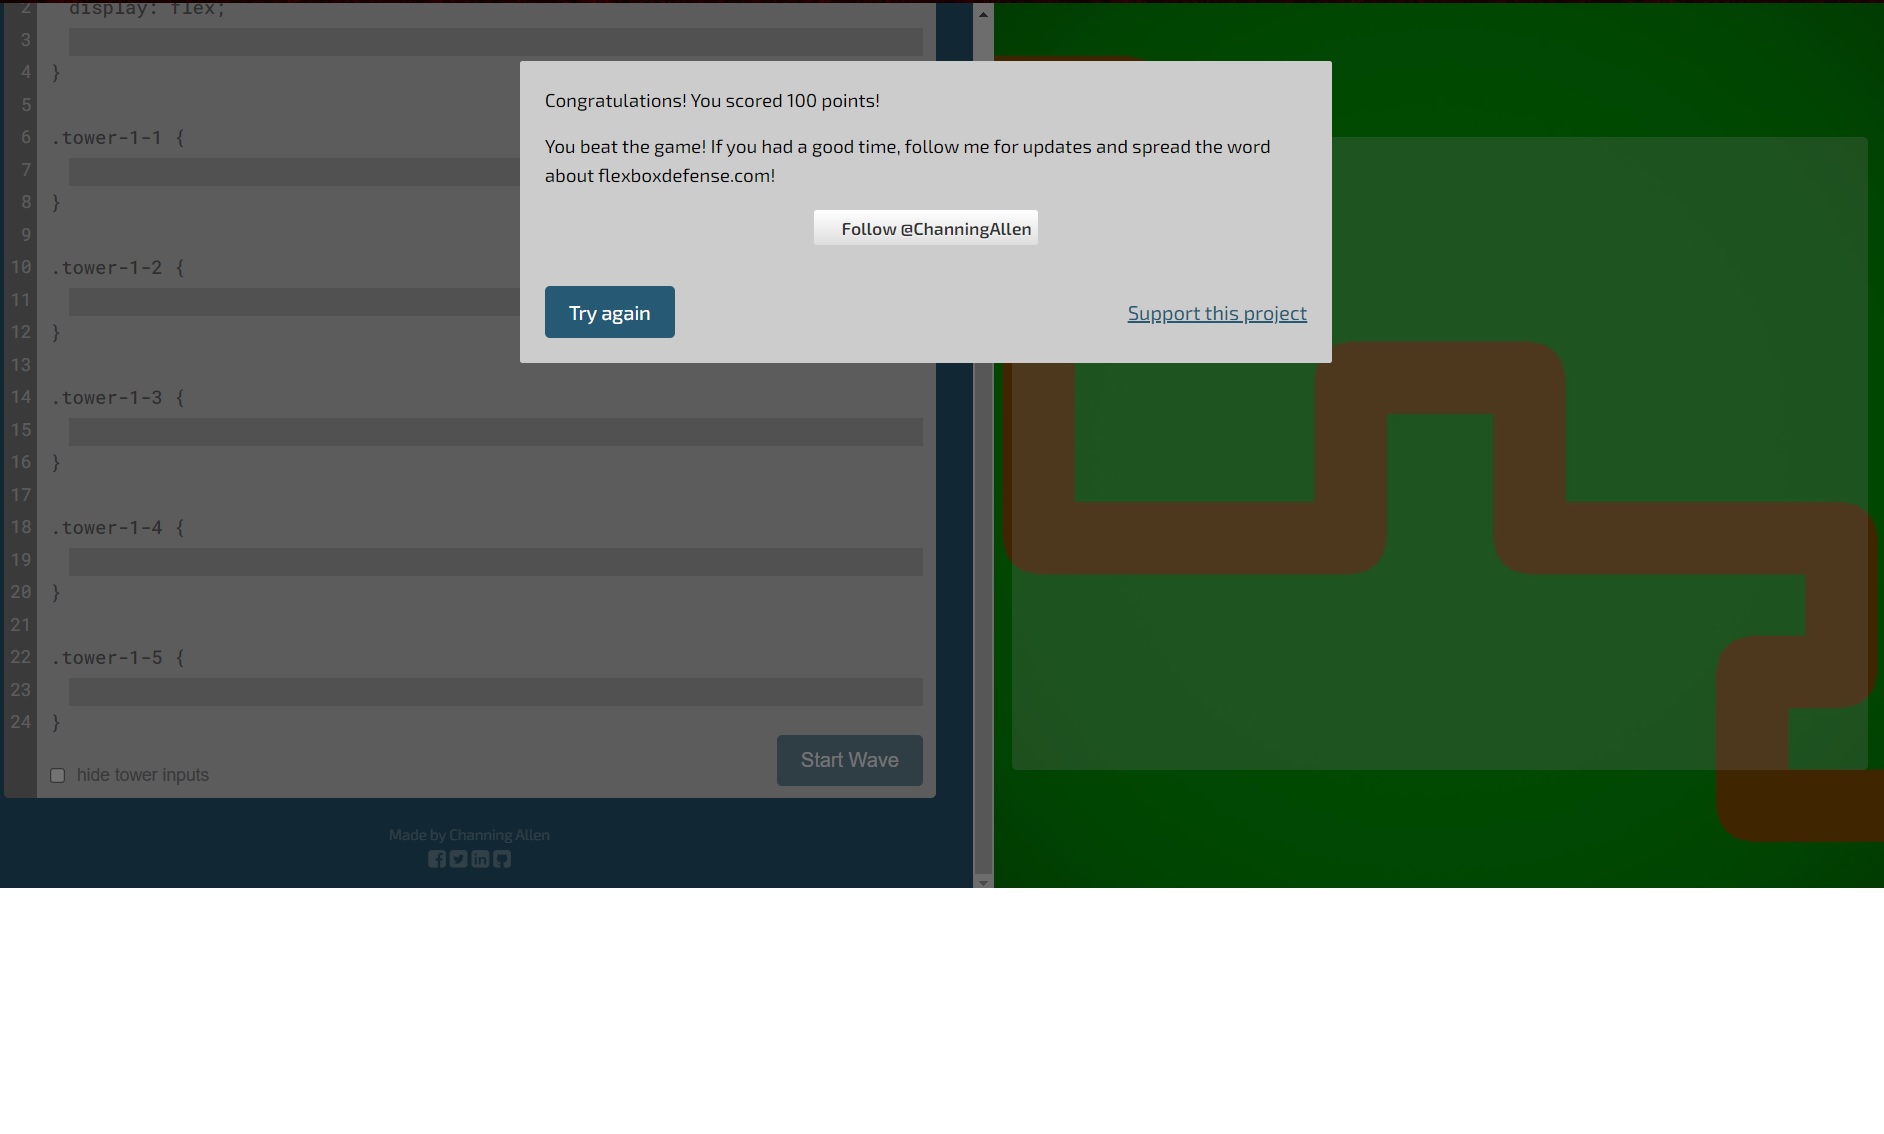 2 display: flex;
3
4 }
5
6 .tower-1-1 {
7
8 }
9
10 .tower-1-2 {
11
12 }
13
14 .tower-1-3 {
15
16 }
17
18 .tower-1-4 {
19
20 }
21
22 .tower-1-5 {
23
24 }
hide tower inputs
Start Wave
Made by Channing Allen
Congratulations! You scored 100 points!
You beat the game! If you had a good time, follow me for updates and spread the word
about flexboxdefense.com!
Follow @ChanningAllen
Try again
Support this project